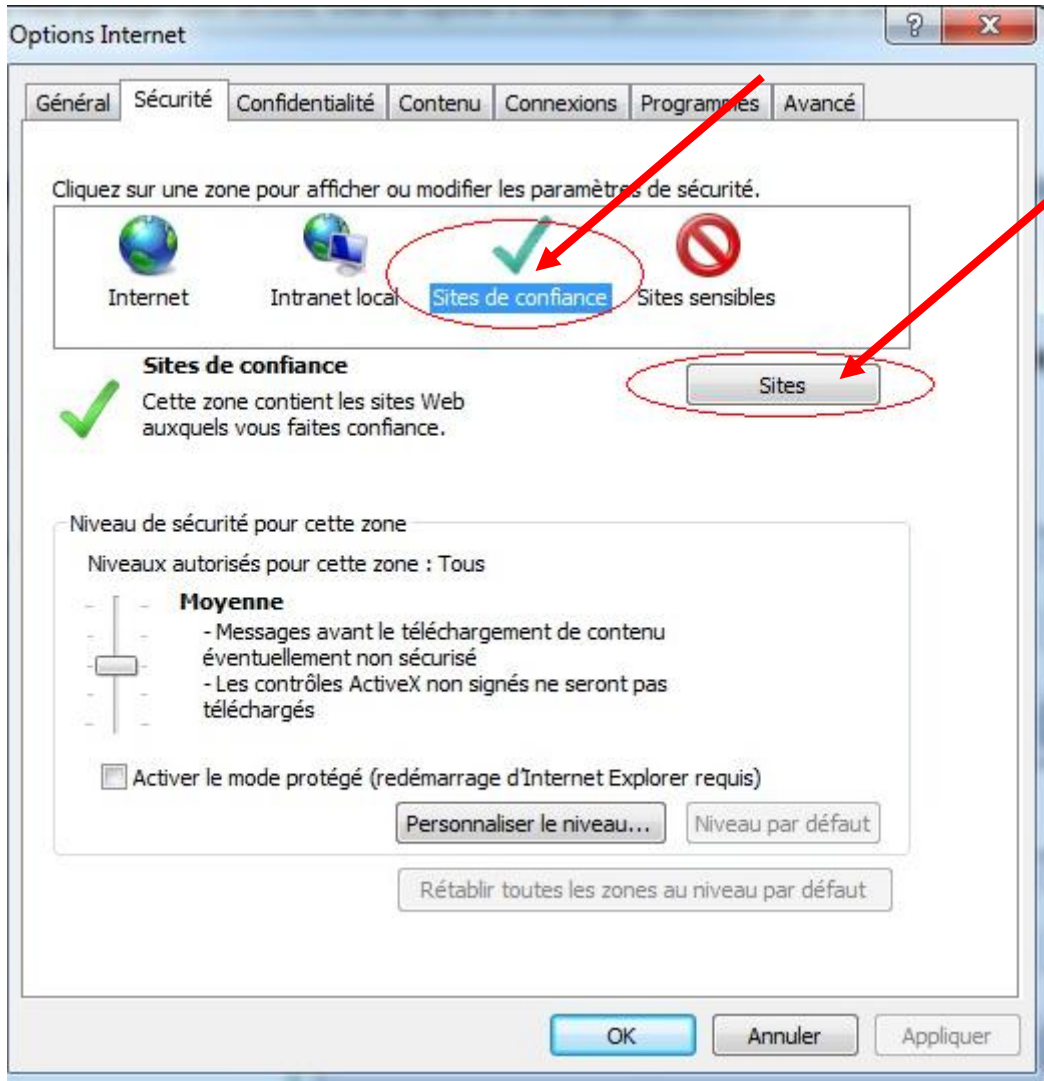 Options Internet
?
X
Général Sécurité Confidentialité Contenu Connexions Programmes Avancé
Cliquez sur une zone pour afficher ou modifier les paramètres de sécurité.
Internet Intranet local Sites de confiance Sites sensibles
Sites de confiance
Sites
Cette zone contient les sites Web
auxquels vous faites confiance.
Niveau de sécurité pour cette zone
Niveaux autorisés pour cette zone : Tous
Moyenne
- Messages avant le téléchargement de contenu
éventuellement non sécurisé
- Les contrôles ActiveX non signés ne seront pas
téléchargés
Activer le mode protégé (redémarrage d'Internet Explorer requis)
Personnaliser le niveau... Niveau par défaut
Rétablir toutes les zones au niveau par défaut
OK Annuler Appliquer